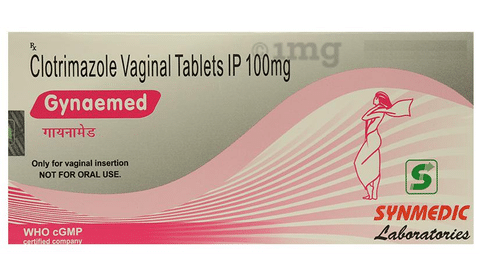 1mg
Rx
Clotrimazole Vaginal Tablets IP 100mg
Gynaemed
गायनामेड
Only for vaginal insertion
NOT FOR ORAL USE.
S
SYNMEDIC
Laboratories
WHO cGMP
certified company